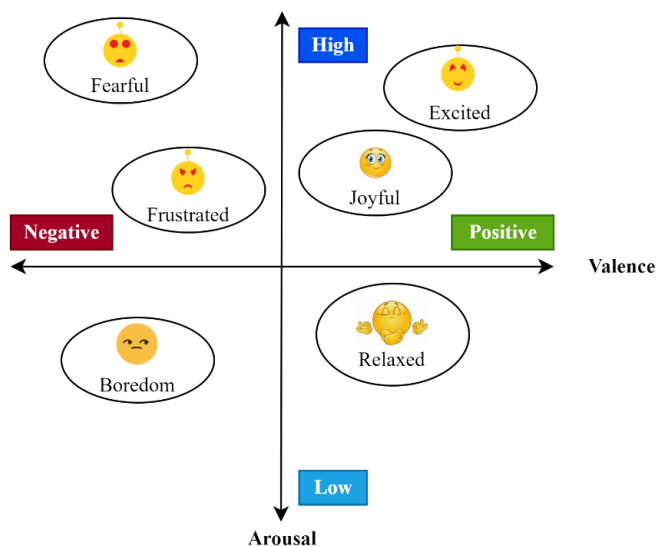 High
Fearful
Excited
Joyful
Frustrated
Negative
Positive
Valence
Relaxed
Boredom
Low
Arousal